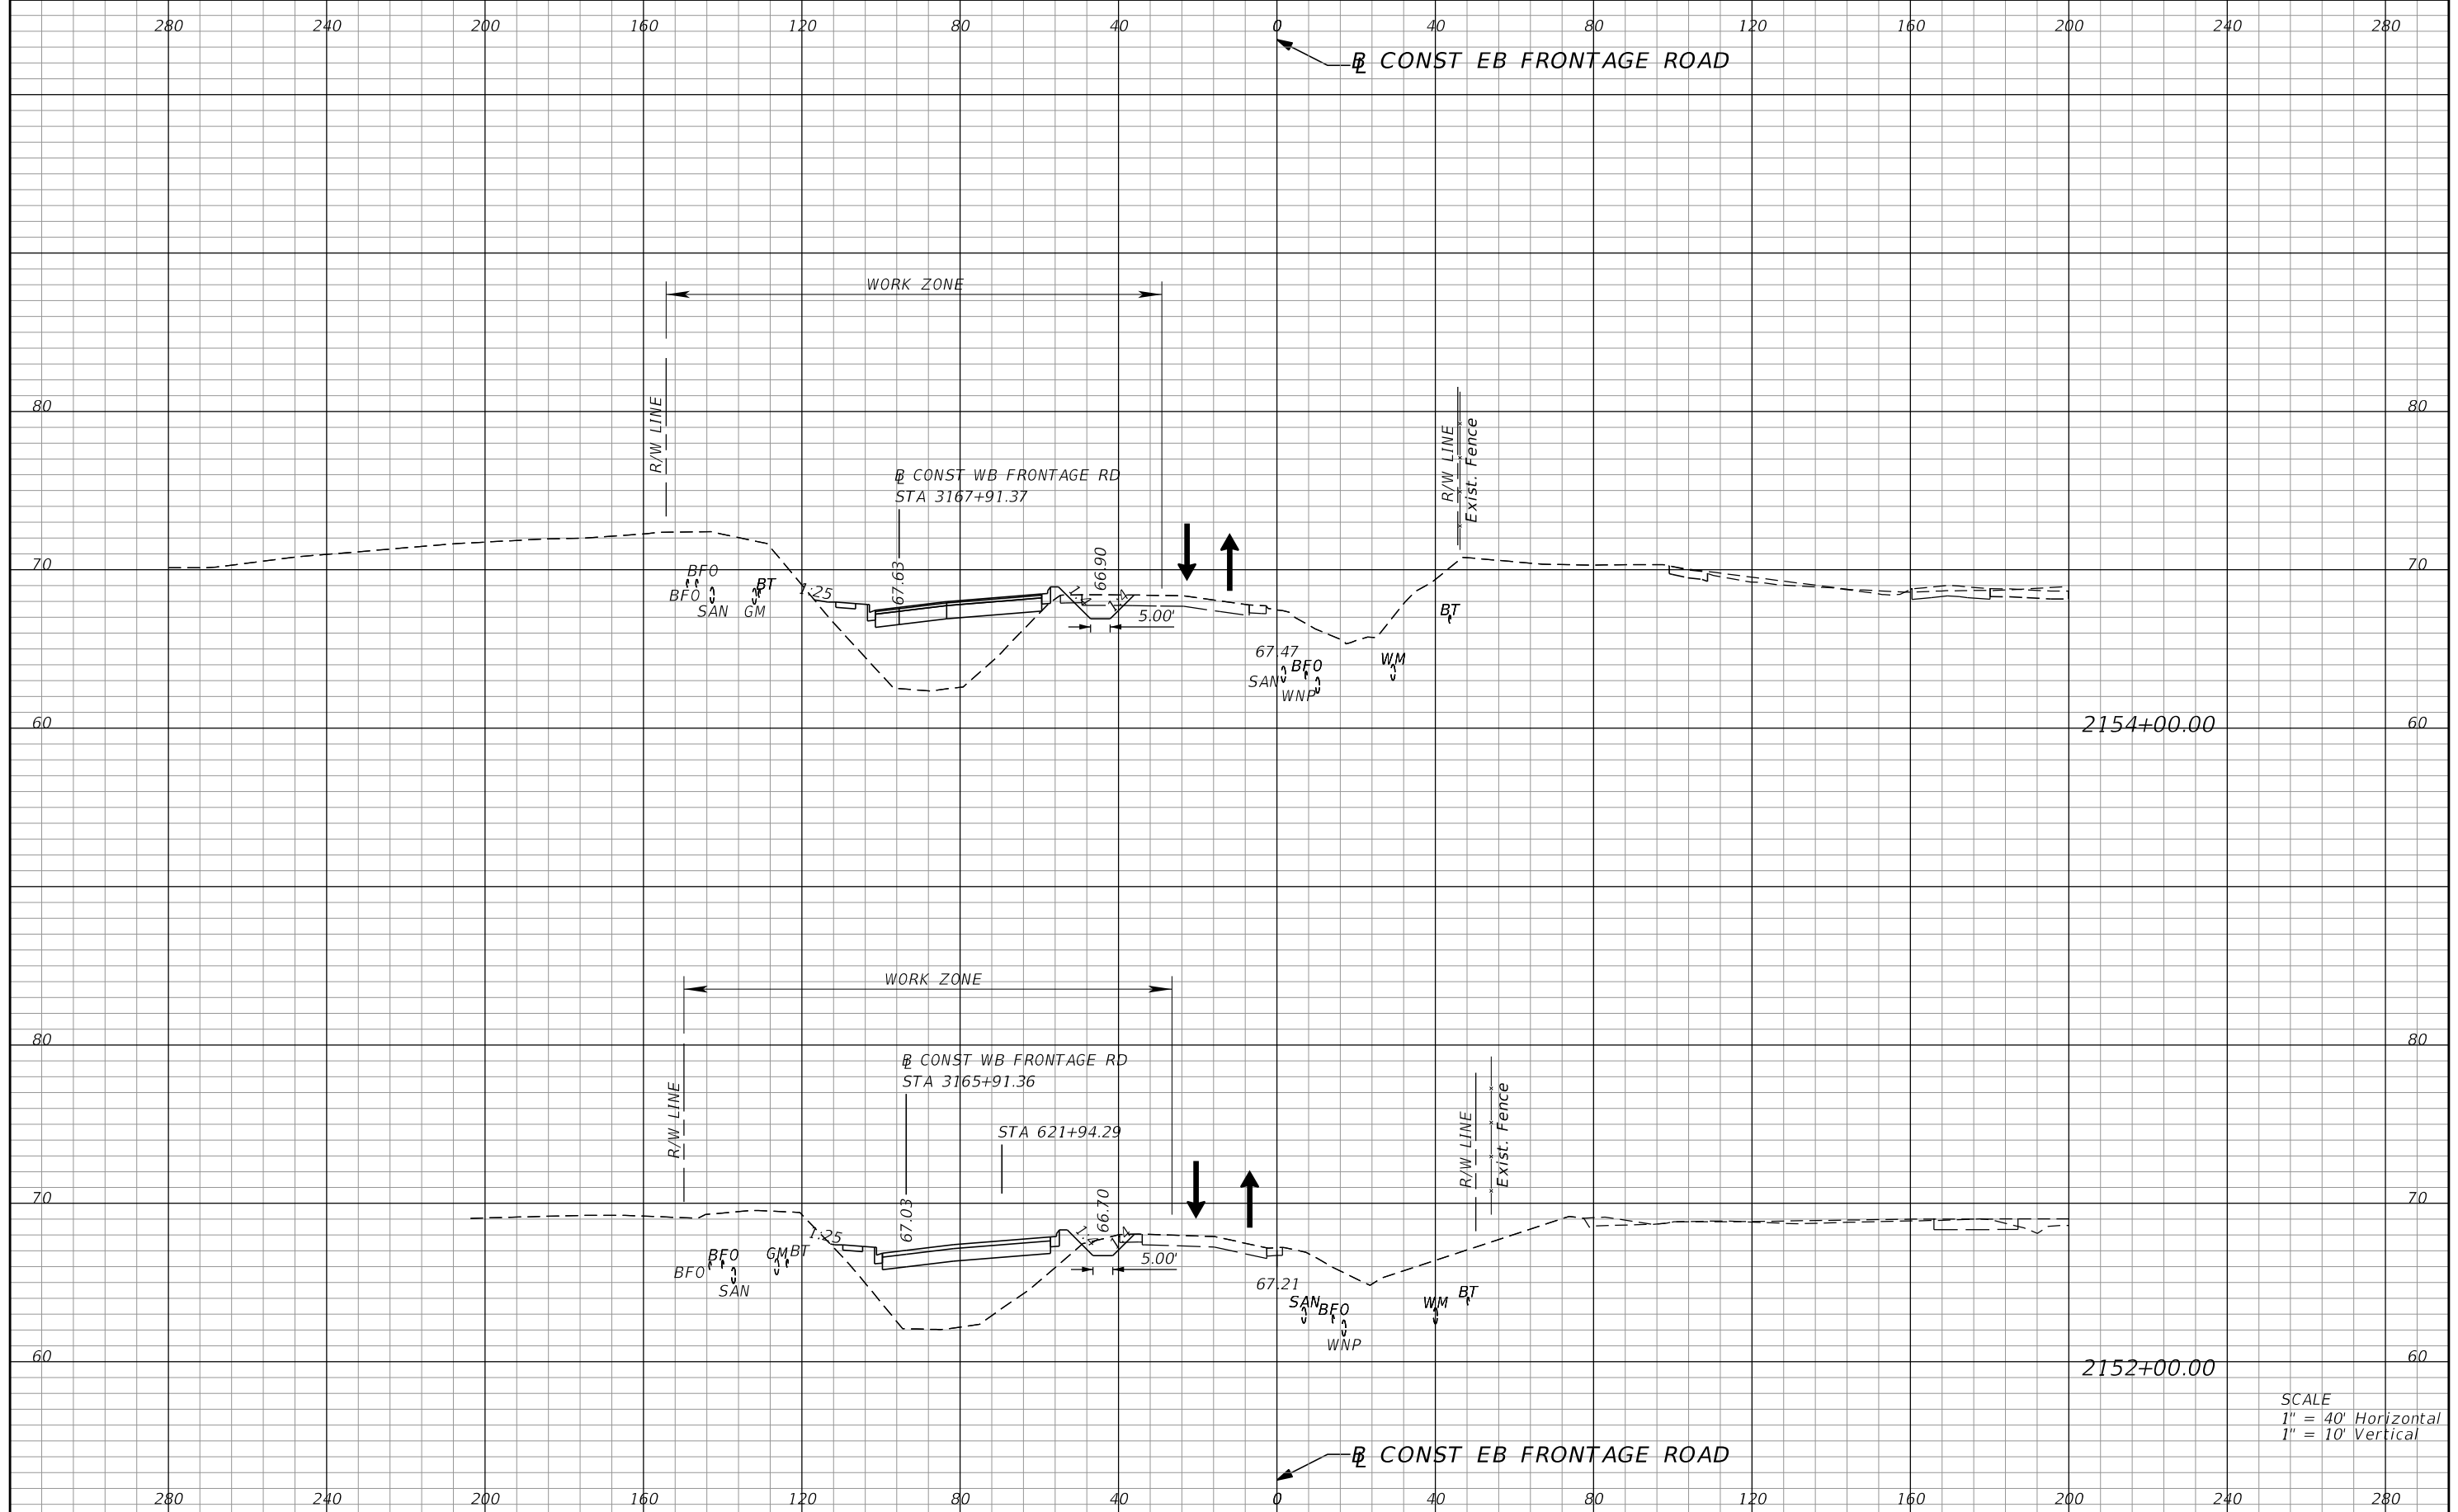 280 240 200 160 120 80 40 0 40 80 120 160 200 240 280
BL CONST EB FRONTAGE ROAD
WORK ZONE
80 80
R/W LINE
R/W LINE
Exist. Fence
BL CONST WB FRONTAGE RD
STA 3167+91.37
70 70
BFO
BFO
SAN
GM
BT
1:25
67.63
66.90
5.00'
BT
67.47
SAN
BFO
WNP
WM
60 60
2154+00.00
WORK ZONE
80 80
R/W LINE
BL CONST WB FRONTAGE RD
STA 3165+91.36
STA 621+94.29
R/W LINE
Exist. Fence
70 70
BFO
BFO
SAN
GM
BT
1:25
67.03
66.70
5.00'
67.21
SAN
BFO
WNP
WM
BT
60 60
2152+00.00
SCALE
1" = 40' Horizontal
1" = 10' Vertical
BL CONST EB FRONTAGE ROAD
280 240 200 160 120 80 40 0 40 80 120 160 200 240 280